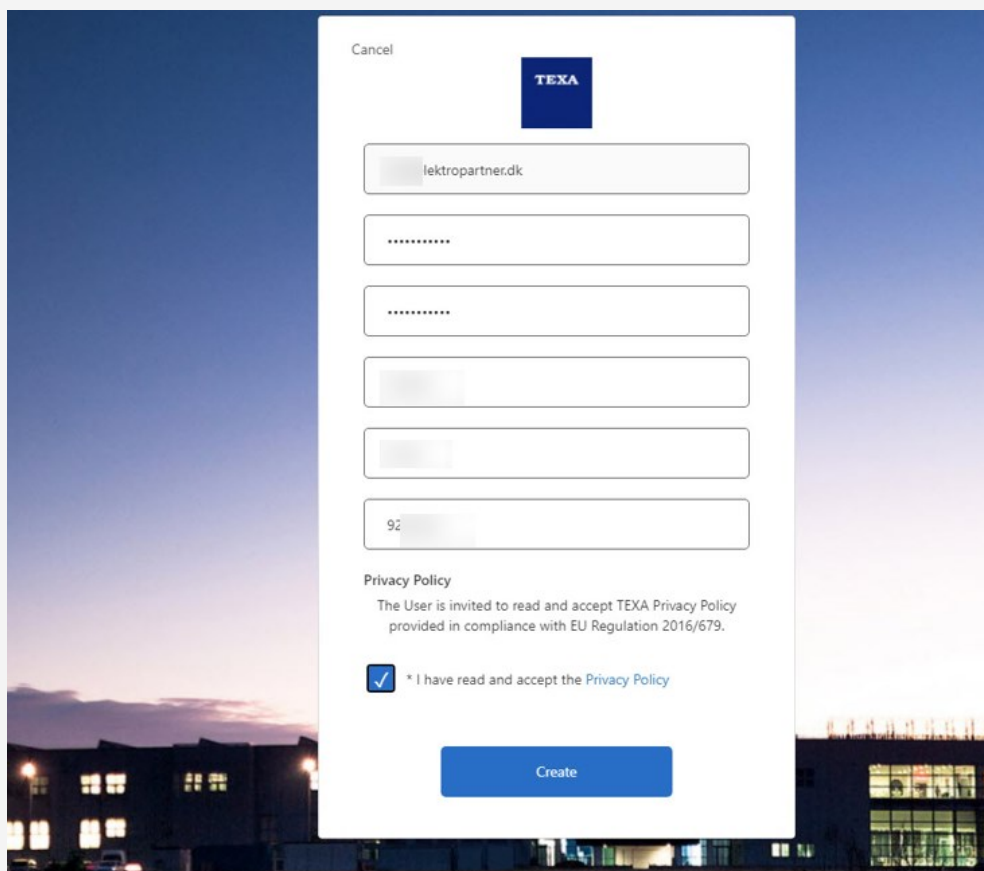 Cancel
TEXA
lektropartner.dk
•••••••••••
•••••••••••
92
Privacy Policy
The User is invited to read and accept TEXA Privacy Policy
provided in compliance with EU Regulation 2016/679.
* I have read and accept the Privacy Policy
Create